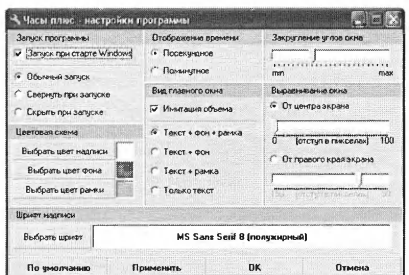 Часы плюс - настройки программы
Запуск программы
Запуск при старте Windows
Обычный запуск
Свернуть при запуске
Скрыть при запуске
Цветовая схема
Выбрать цвет надписи
Выбрать цвет фона
Выбрать цвет рамки
Отображение времени
Посекундное
Поминутное
Вид главного окна
Имитация объема
Текст + фон + рамка
Текст + фон
Текст + рамка
Только текст
Закругление углов окна
min max
Выравнивание окна
От центра экрана
0 (отступ в пикселах) 100
От правого края экрана
(отступ в пикселах)
Шрифт надписи
Выбрать шрифт MS Sans Serif 8 (полужирный)
По умолчанию Применить OK Отмена